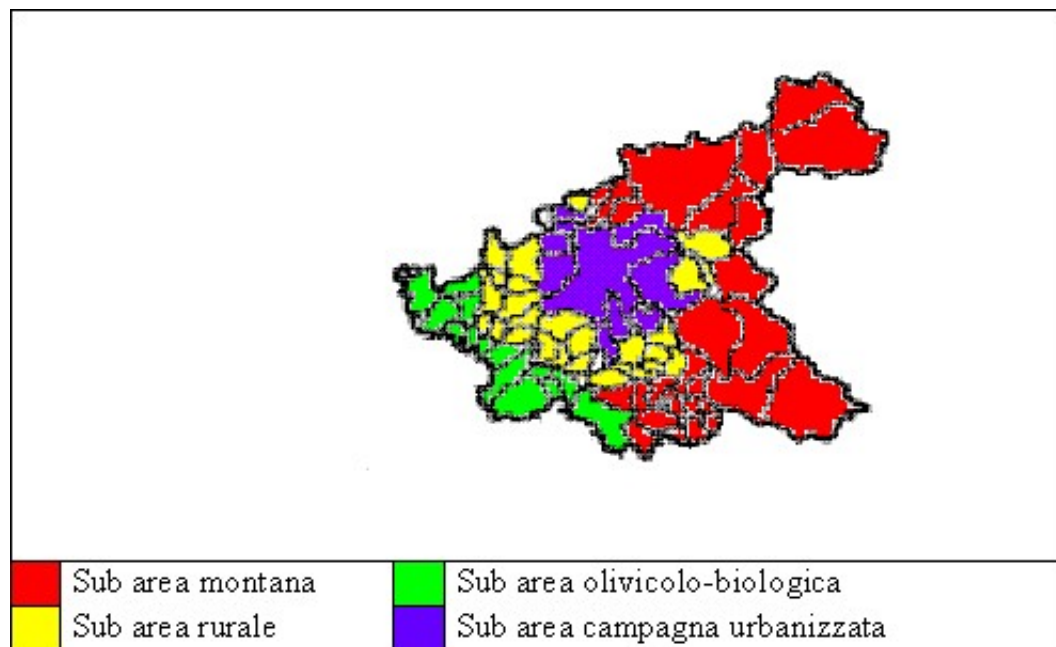 Sub area montana
Sub area olivicolo-biologica
Sub area rurale
Sub area campagna urbanizzata